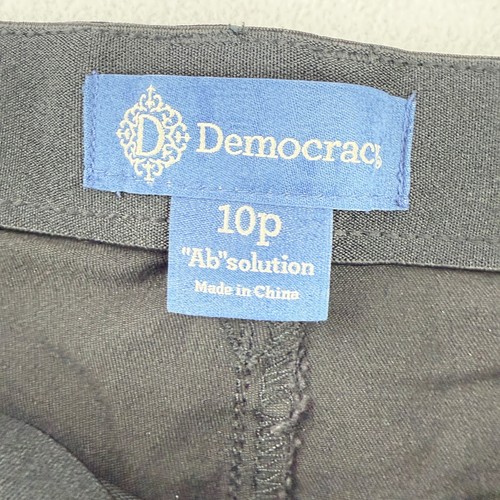 D Democracy
10p
"Ab"solution
Made in China